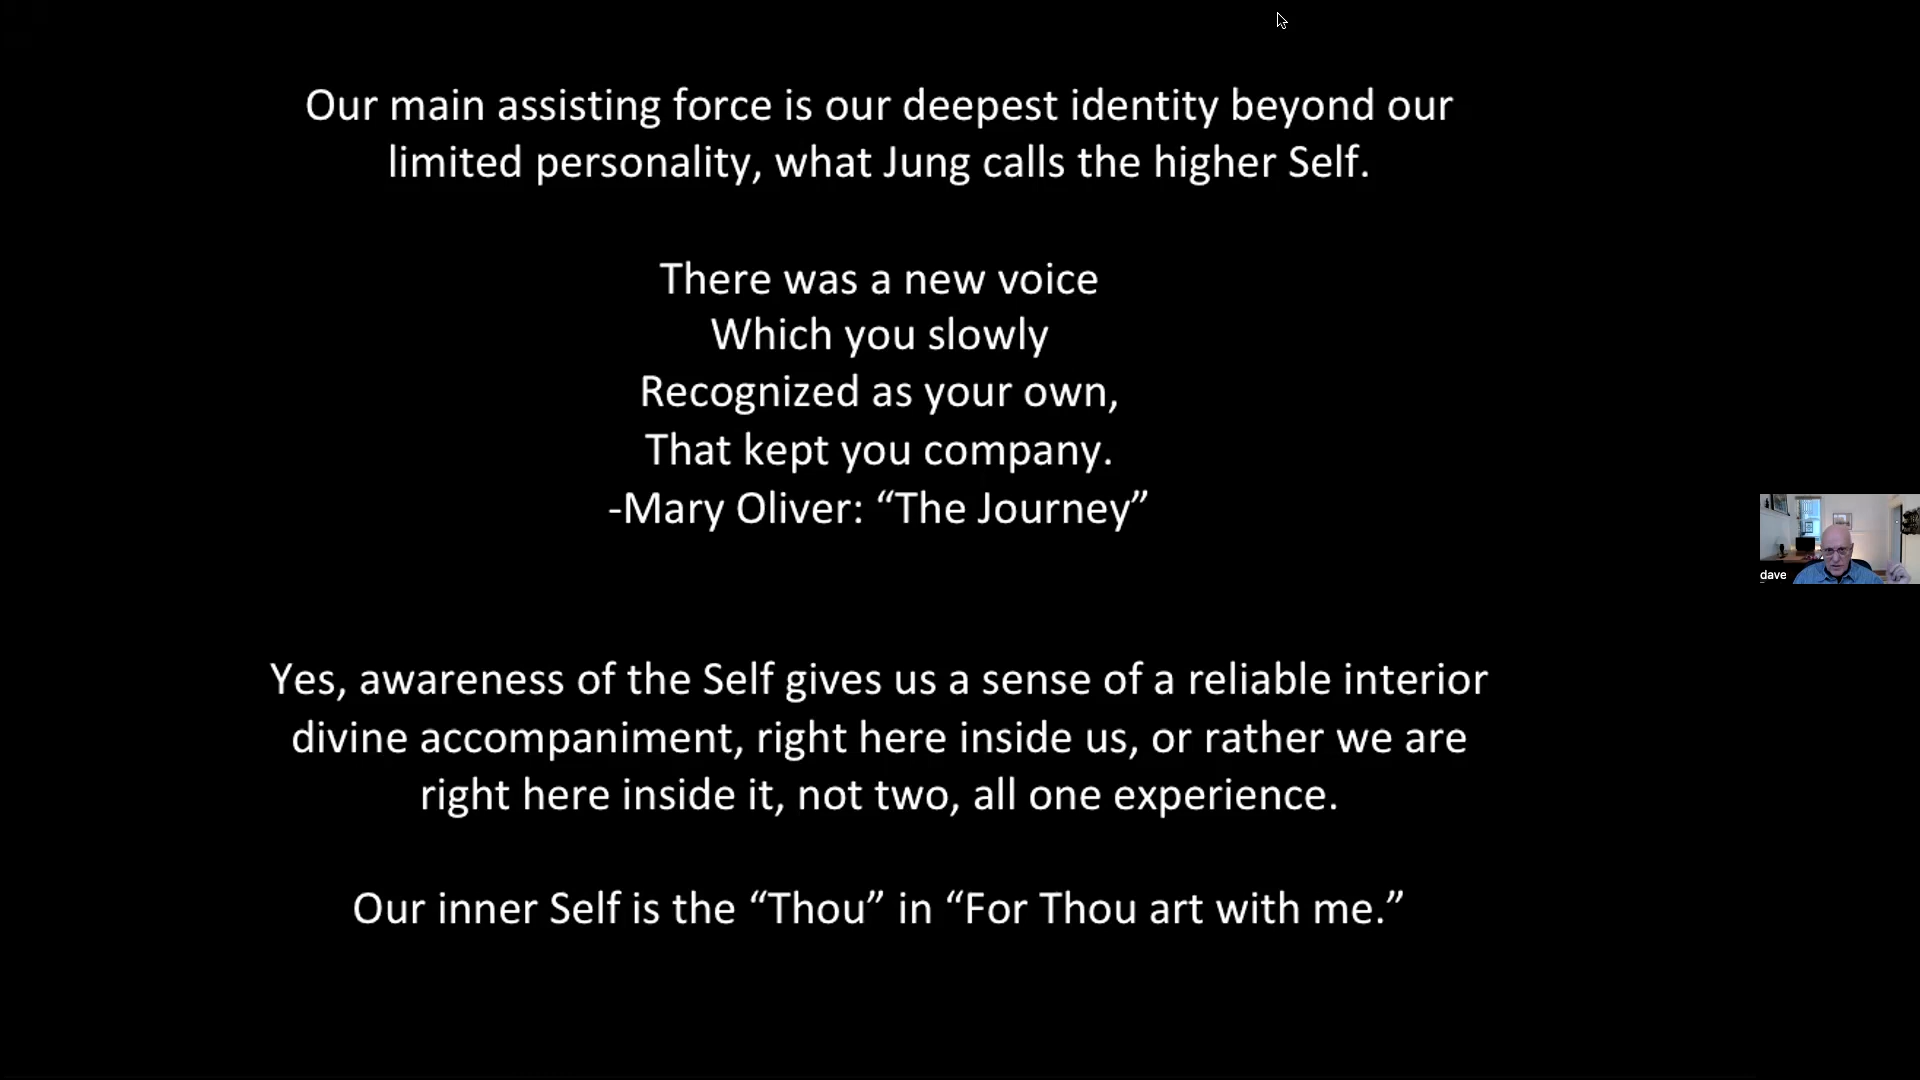 Our main assisting force is our deepest identity beyond our
limited personality, what Jung calls the higher Self.
There was a new voice
Which you slowly
Recognized as your own,
That kept you company.
-Mary Oliver: “The Journey”
Yes, awareness of the Self gives us a sense of a reliable interior
divine accompaniment, right here inside us, or rather we are
right here inside it, not two, all one experience.
Our inner Self is the “Thou” in “For Thou art with me.”
dave